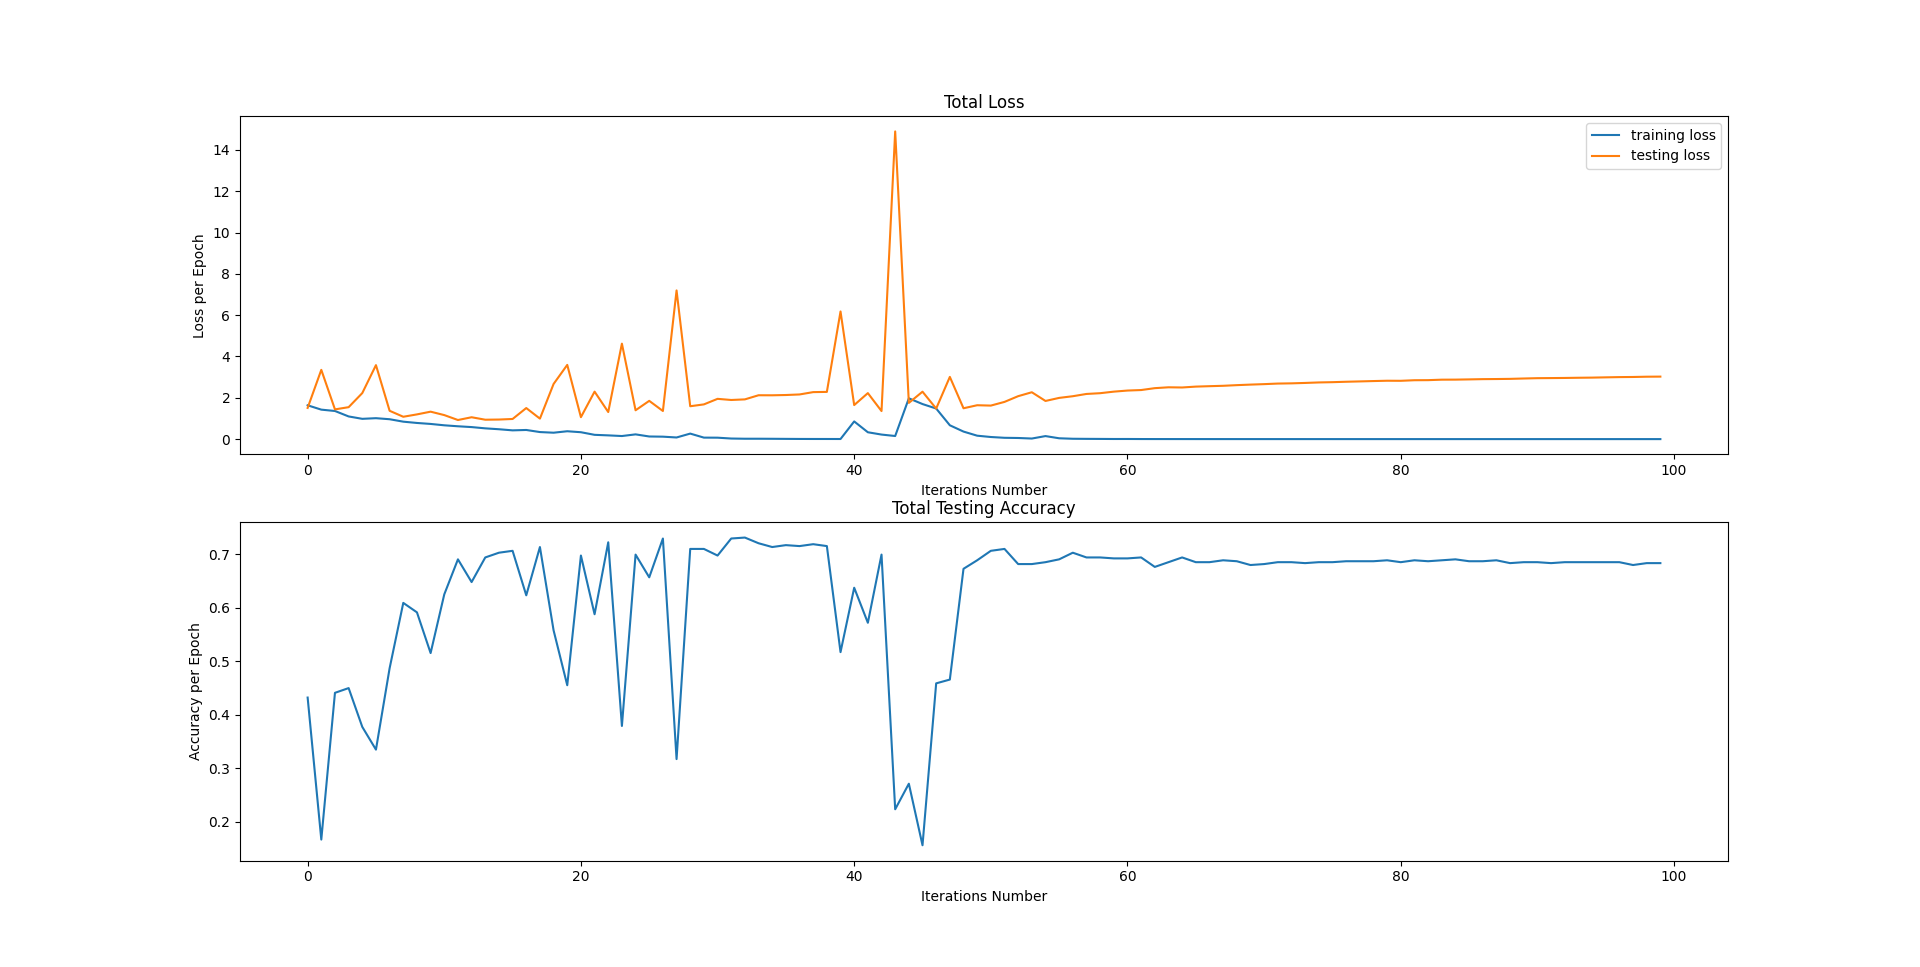 Total Loss
training loss
testing loss
14
12
10
8
6
4
2
0
Loss per Epoch
0 20 40 60 80 100
Iterations Number
Total Testing Accuracy
0.7
0.6
0.5
0.4
0.3
0.2
Accuracy per Epoch
0 20 40 60 80 100
Iterations Number